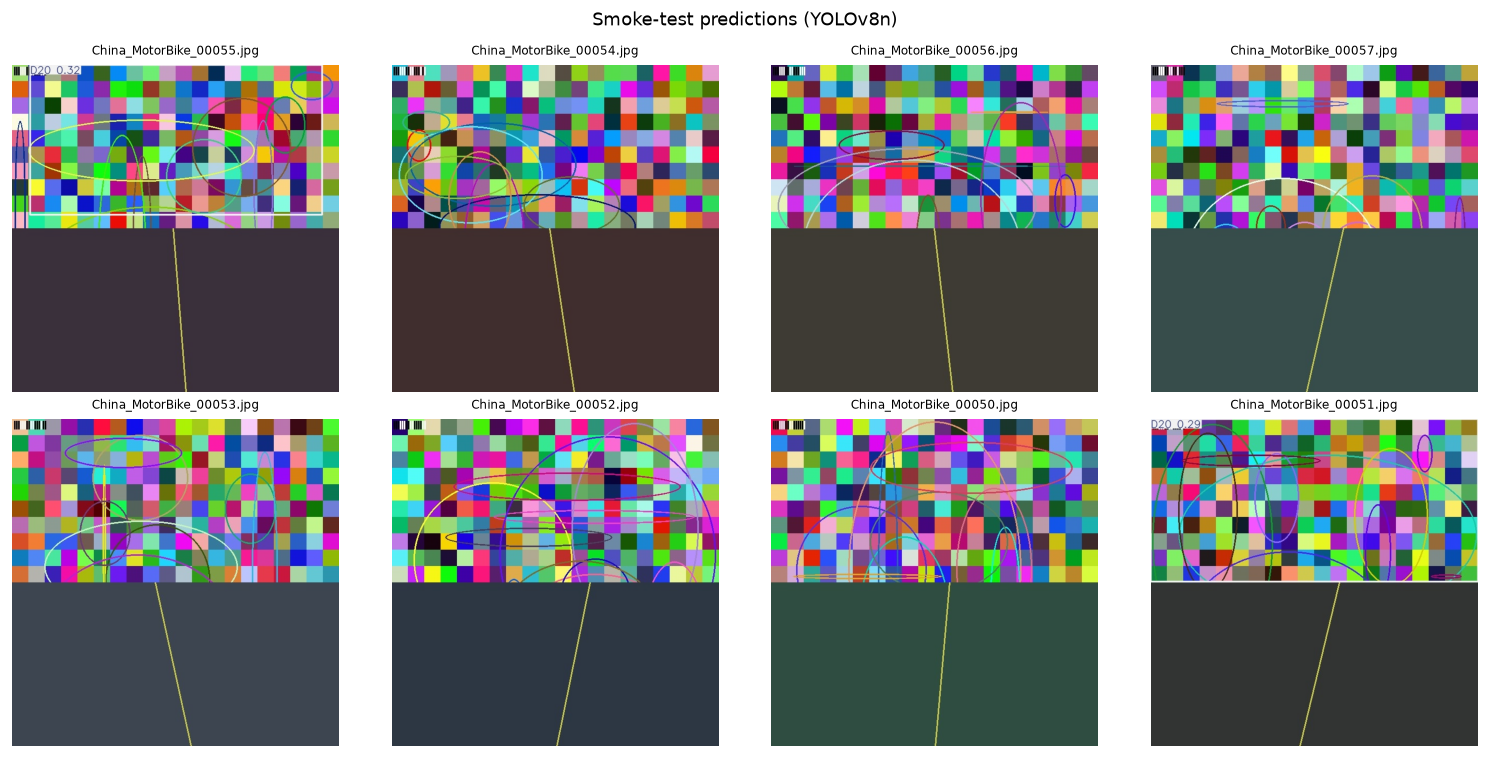 Smoke-test predictions (YOLOv8n)
China_MotorBike_00055.jpg
China_MotorBike_00054.jpg
China_MotorBike_00056.jpg
China_MotorBike_00057.jpg
D20 0.32
China_MotorBike_00053.jpg
China_MotorBike_00052.jpg
China_MotorBike_00050.jpg
China_MotorBike_00051.jpg
D20 0.29